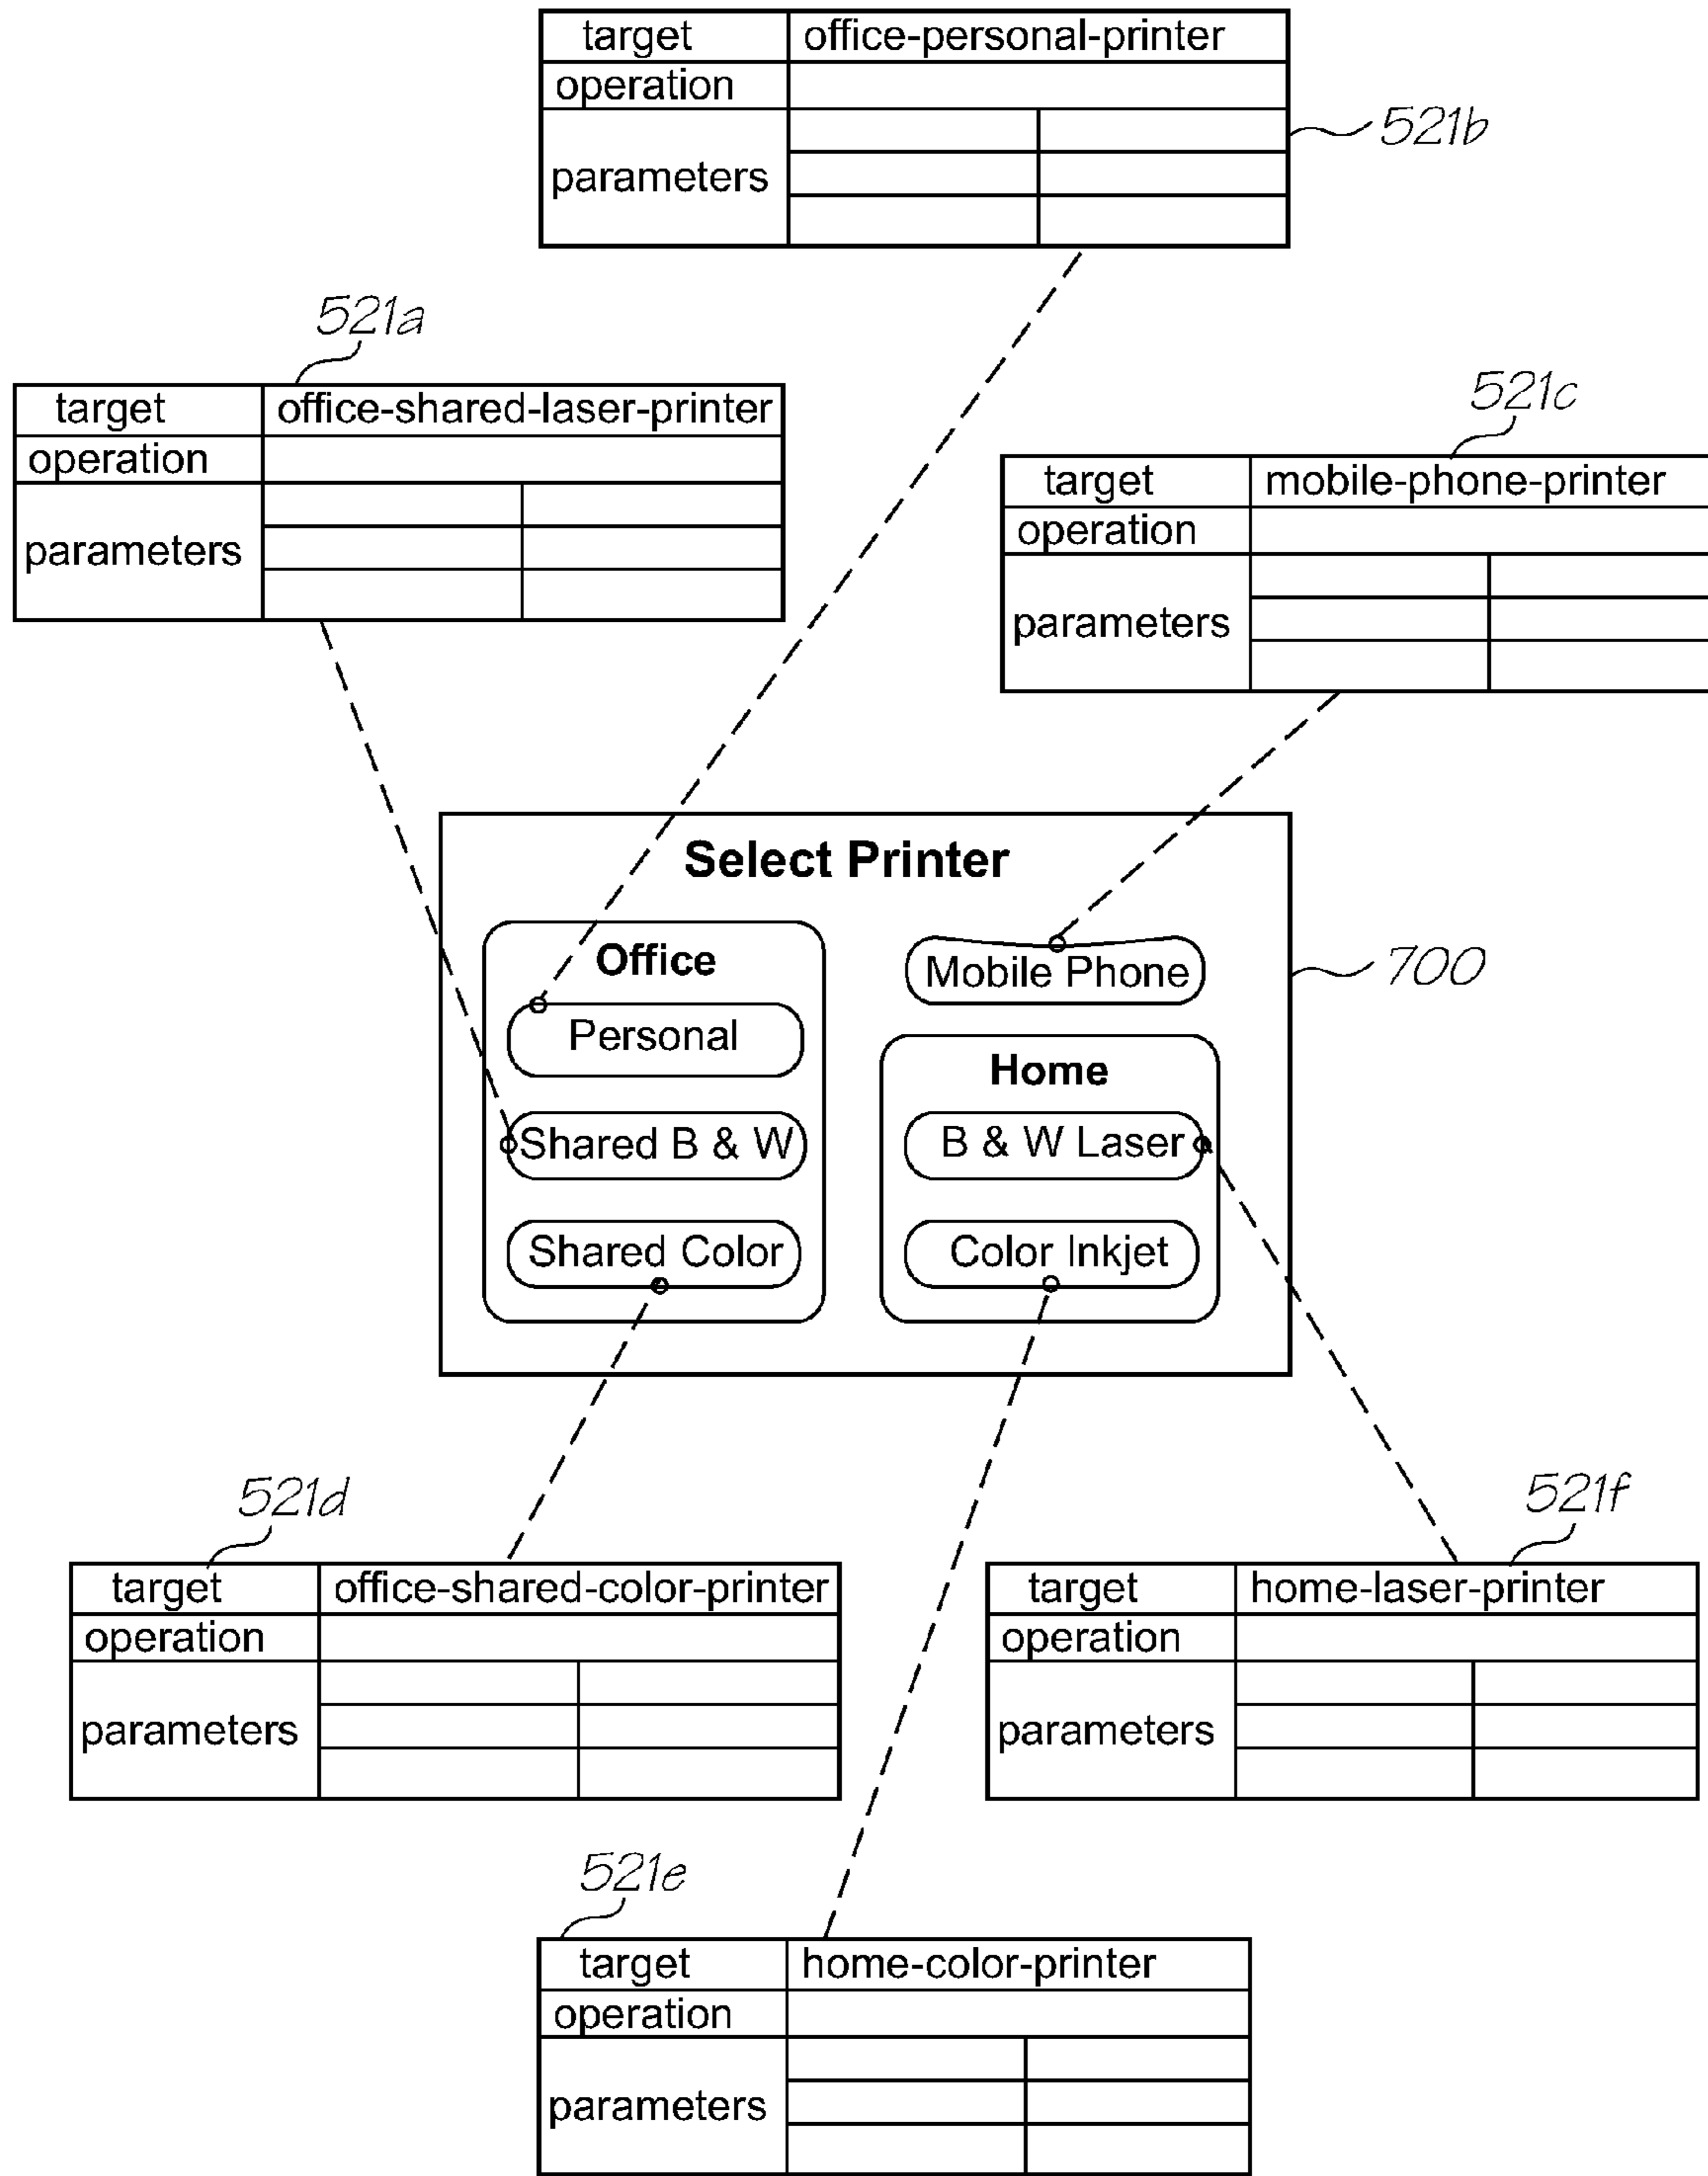 target office-personal-printer
operation
parameters
521b
521a
target office-shared-laser-printer
operation
parameters
521c
target mobile-phone-printer
operation
parameters
Select Printer
Office
Personal
Shared B & W
Shared Color
Mobile Phone
700
Home
B & W Laser
Color Inkjet
521d
target office-shared-color-printer
operation
parameters
521f
target home-laser-printer
operation
parameters
521e
target home-color-printer
operation
parameters